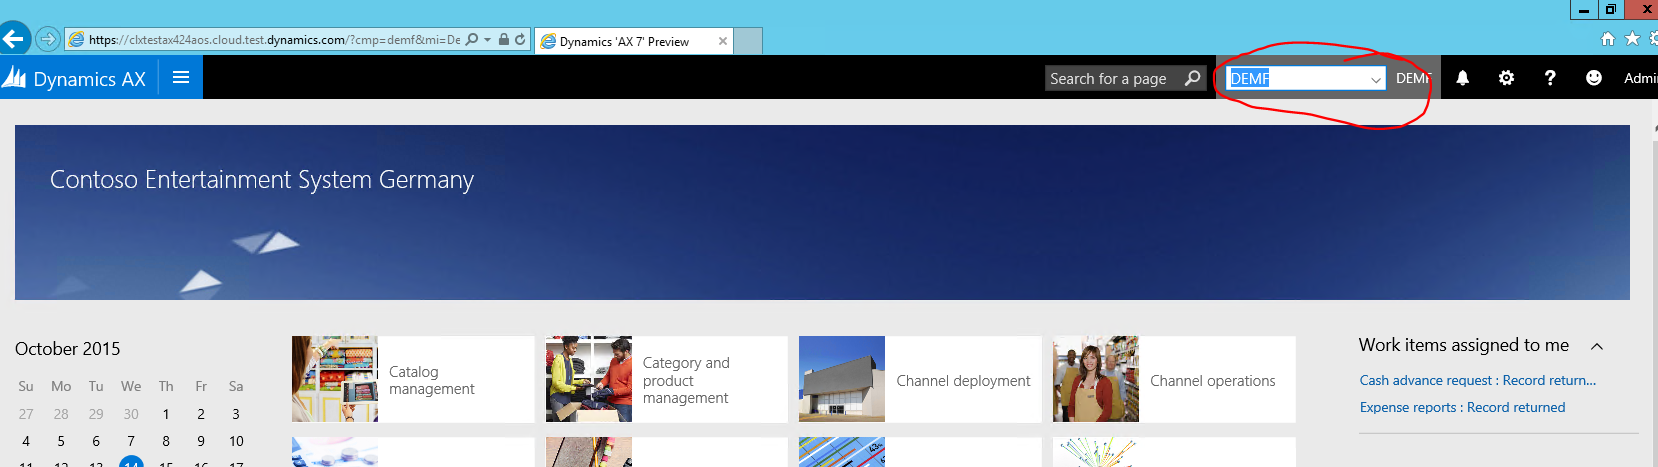 https://clxtestax424aos.cloud.test.dynamics.com/?cmp=demf&mi=De
Dynamics 'AX 7' Preview
Dynamics AX
Search for a page
DEMF
DEMF
Admi
Contoso Entertainment System Germany
October 2015
Su Mo Tu We Th Fr Sa
27 28 29 30 1 2 3
4 5 6 7 8 9 10
11 12 13 14 15 16 17
Catalog
management
Category and
product
management
Channel deployment
Channel operations
Work items assigned to me
Cash advance request : Record return...
Expense reports : Record returned